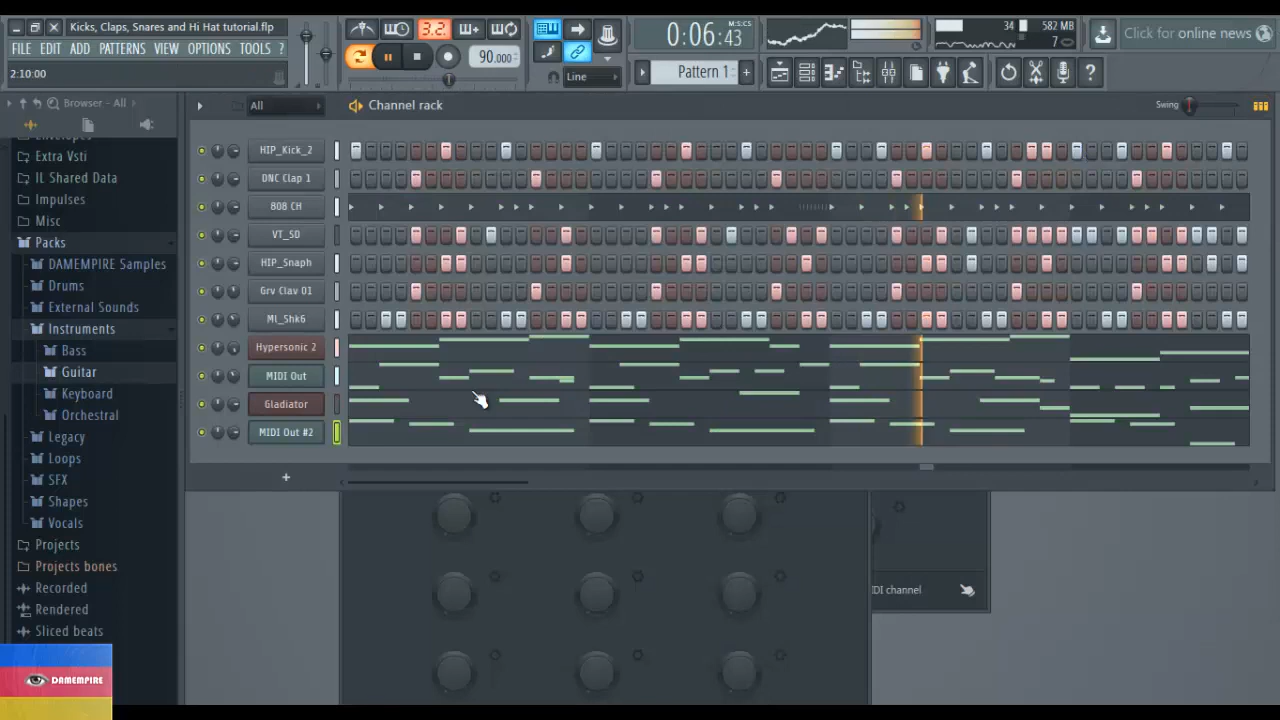 Kicks, Claps, Snares and Hi Hat tutorial.flp
FILE EDIT ADD PATTERNS VIEW OPTIONS TOOLS ?
2:10:00
3.2.
90.000
Line
0:06:43
M:S:CS
Pattern 1
34
582 MB
7
Click for online news
Browser - All
All
Channel rack
Swing
Extra Vsti
IL Shared Data
Impulses
Misc
Packs
DAMEMPIRE Samples
Drums
External Sounds
Instruments
Bass
Guitar
Keyboard
Orchestral
Legacy
Loops
SFX
Shapes
Vocals
Projects
Projects bones
Recorded
Rendered
Sliced beats
HIP_Kick_2
DNC Clap 1
808 CH
VT_SD
HIP_Snaph
Grv Clav 01
MI_Shk6
Hypersonic 2
MIDI Out
Gladiator
MIDI Out #2
+
DI channel
DAMEMPIRE